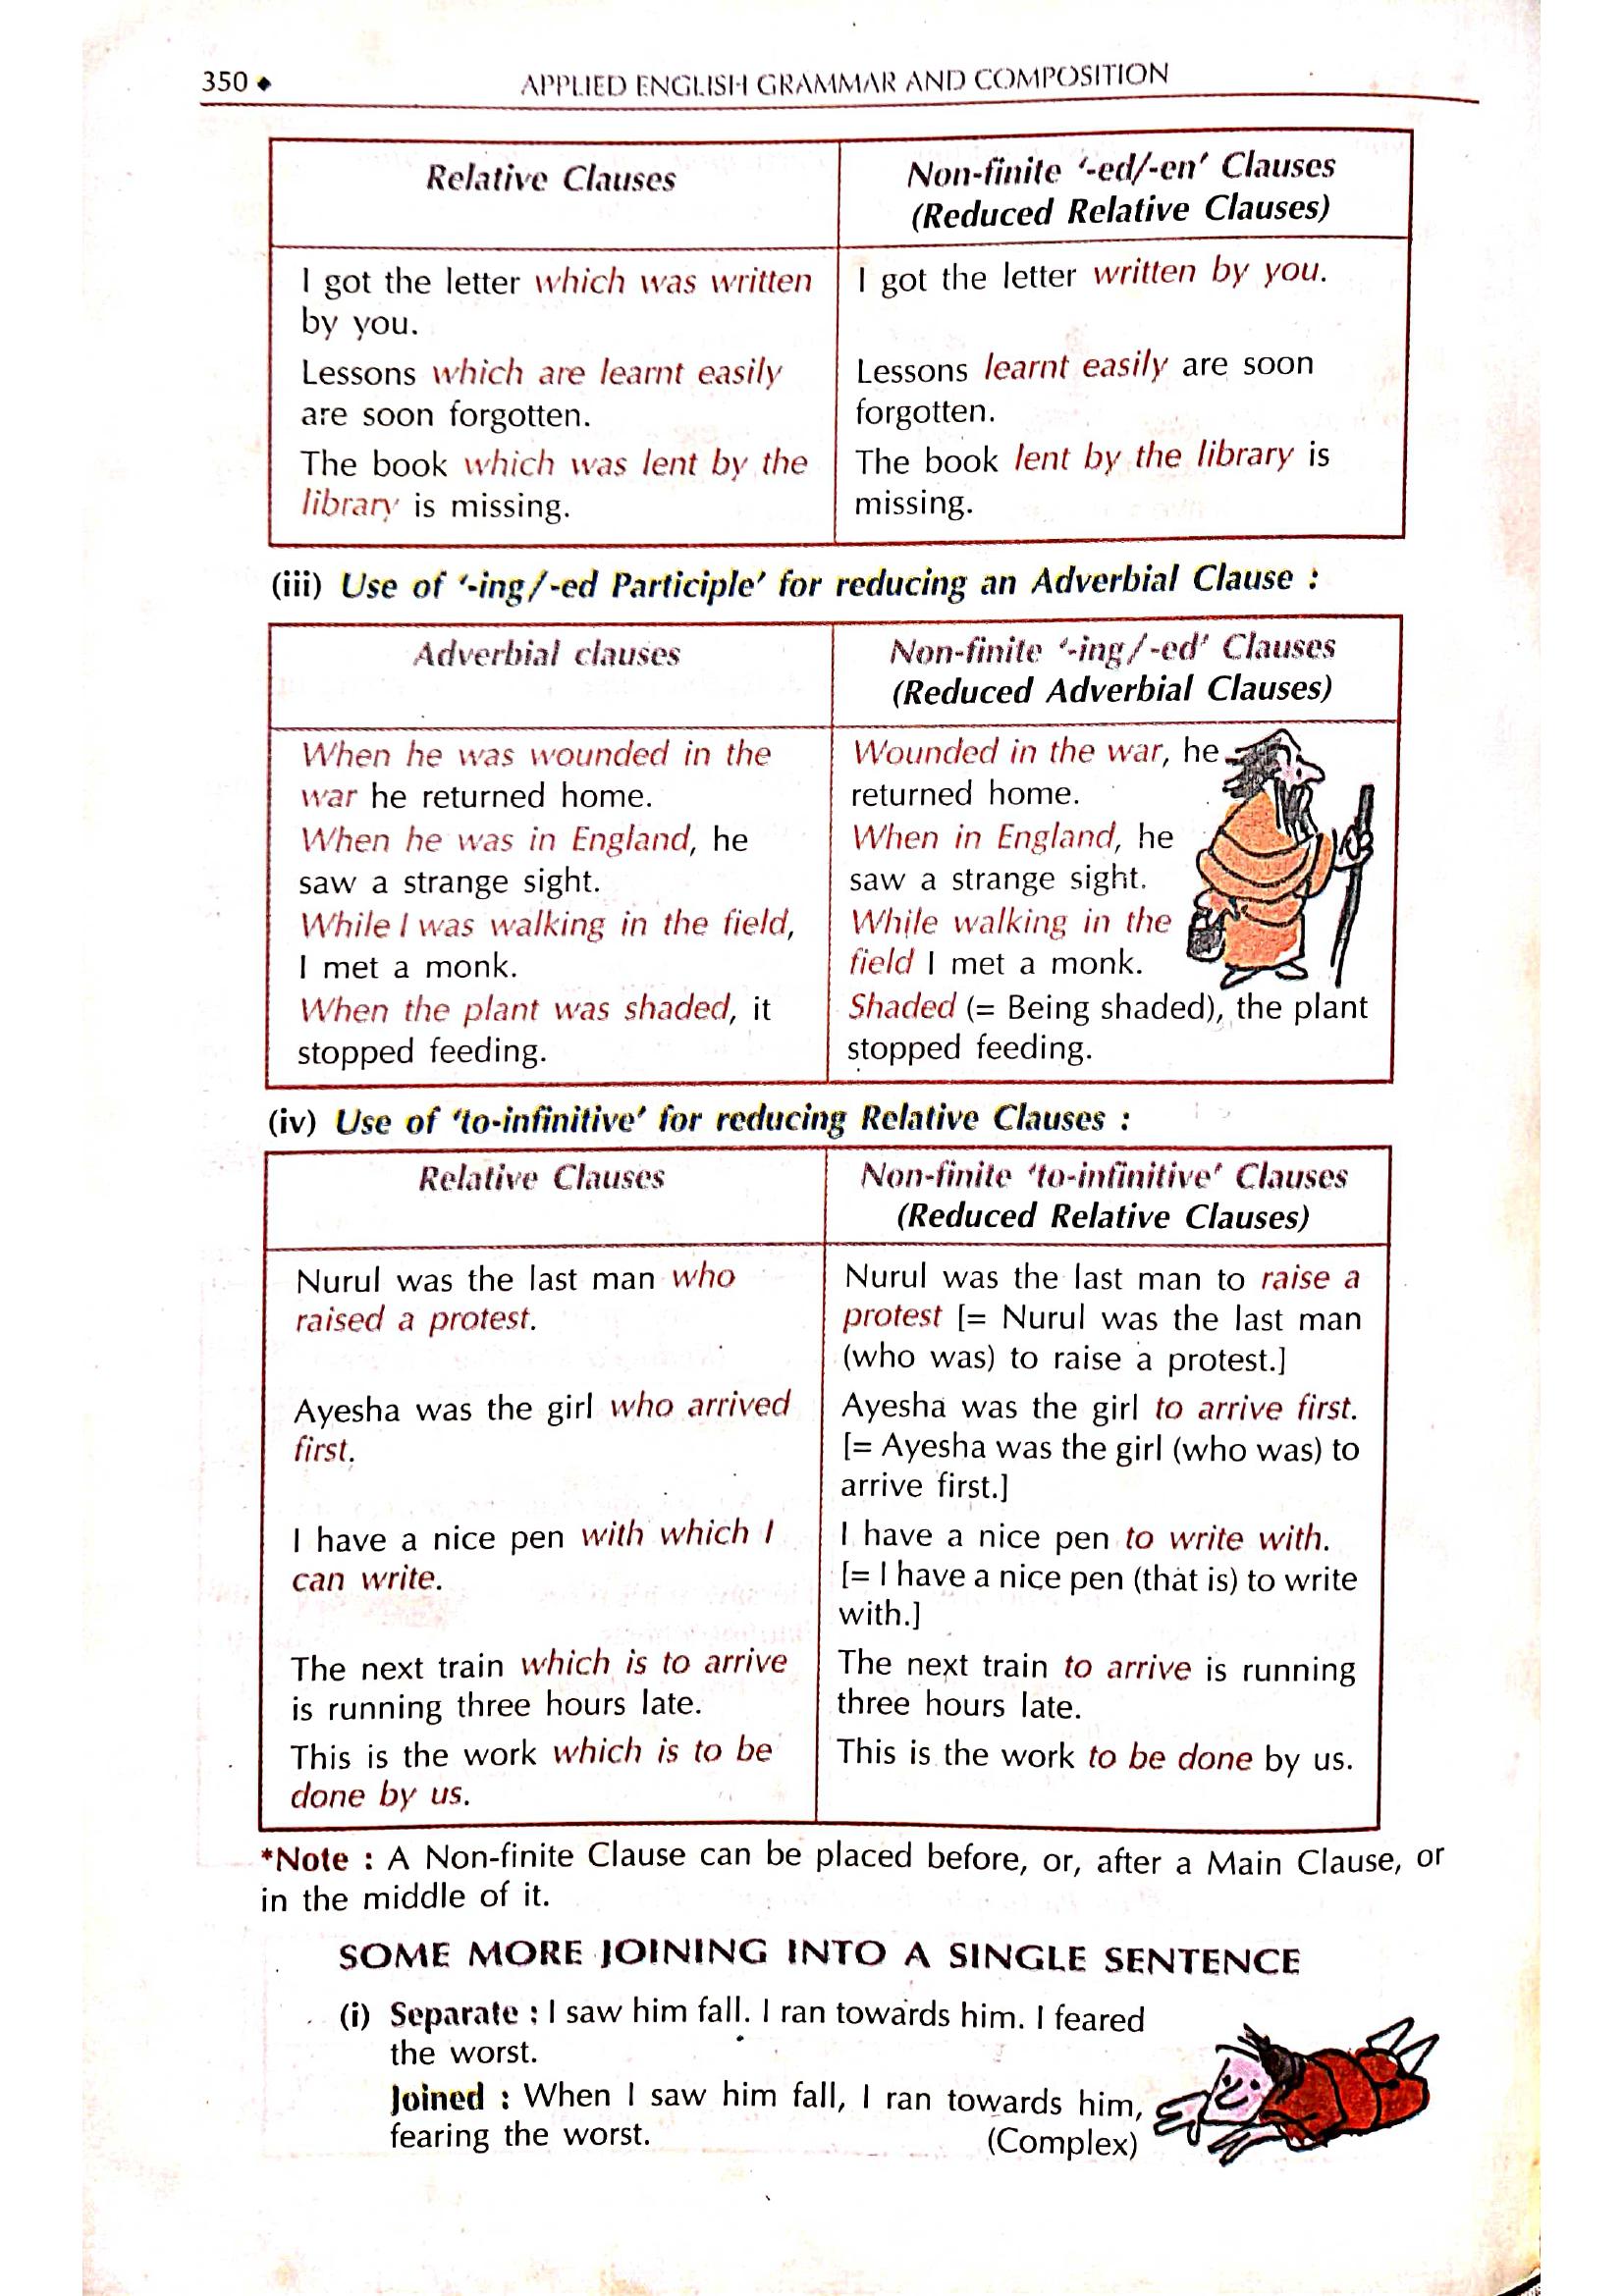 350 ◆
APPLIED ENGLISH GRAMMAR AND COMPOSITION
Relative Clauses
Non-finite ‘-ed/-en’ Clauses
(Reduced Relative Clauses)
I got the letter which was written
by you.
I got the letter written by you.
Lessons which are learnt easily
are soon forgotten.
Lessons learnt easily are soon
forgotten.
The book which was lent by the
library is missing.
The book lent by the library is
missing.
(iii) Use of ‘-ing/-ed Participle’ for reducing an Adverbial Clause :
Adverbial clauses
Non-finite ‘-ing/-ed’ Clauses
(Reduced Adverbial Clauses)
When he was wounded in the
war he returned home.
Wounded in the war, he
returned home.
When he was in England, he
saw a strange sight.
When in England, he
saw a strange sight.
While I was walking in the field,
I met a monk.
While walking in the
field I met a monk.
When the plant was shaded, it
stopped feeding.
Shaded (= Being shaded), the plant
stopped feeding.
(iv) Use of ‘to-infinitive’ for reducing Relative Clauses :
Relative Clauses
Non-finite ‘to-infinitive’ Clauses
(Reduced Relative Clauses)
Nurul was the last man who
raised a protest.
Nurul was the last man to raise a
protest [= Nurul was the last man
(who was) to raise a protest.]
Ayesha was the girl who arrived
first.
Ayesha was the girl to arrive first.
[= Ayesha was the girl (who was) to
arrive first.]
I have a nice pen with which I
can write.
I have a nice pen to write with.
[= I have a nice pen (that is) to write
with.]
The next train which is to arrive
is running three hours late.
The next train to arrive is running
three hours late.
This is the work which is to be
done by us.
This is the work to be done by us.
*Note : A Non-finite Clause can be placed before, or, after a Main Clause, or
in the middle of it.
SOME MORE JOINING INTO A SINGLE SENTENCE
(i) Separate : I saw him fall. I ran towards him. I feared
the worst.
Joined : When I saw him fall, I ran towards him,
fearing the worst. (Complex)